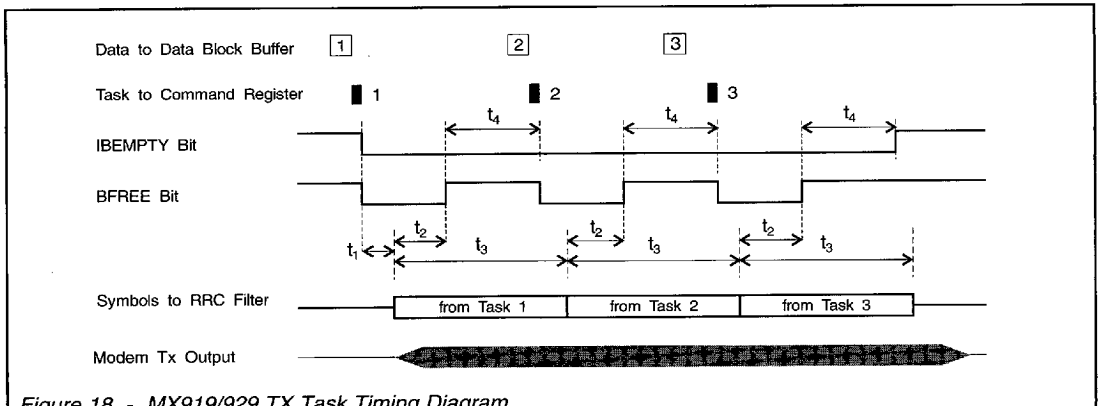 Data to Data Block Buffer 1 2 3
Task to Command Register 1 2 3
t4 t4 t4
IBEMPTY Bit
BFREE Bit
t2 t2 t2
t1 t3 t3 t3
Symbols to RRC Filter from Task 1 from Task 2 from Task 3
Modem Tx Output
Figure 18 - MX919/929 TX Task Timing Diagram